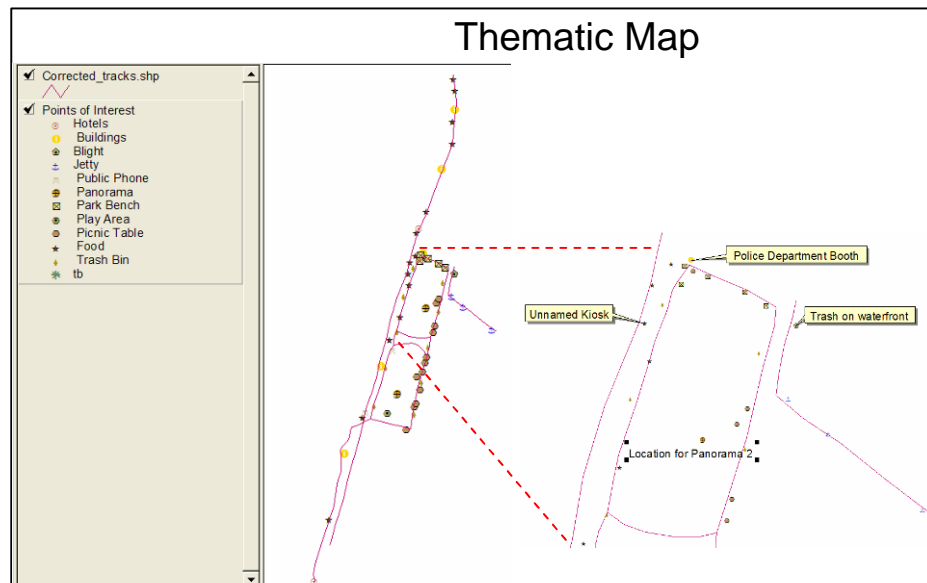 Thematic Map
Corrected_tracks.shp
Points of Interest
Hotels
Buildings
Blight
Jetty
Public Phone
Panorama
Park Bench
Play Area
Picnic Table
Food
Trash Bin
tb
Police Department Booth
Unnamed Kiosk
Trash on waterfront
Location for Panorama 2